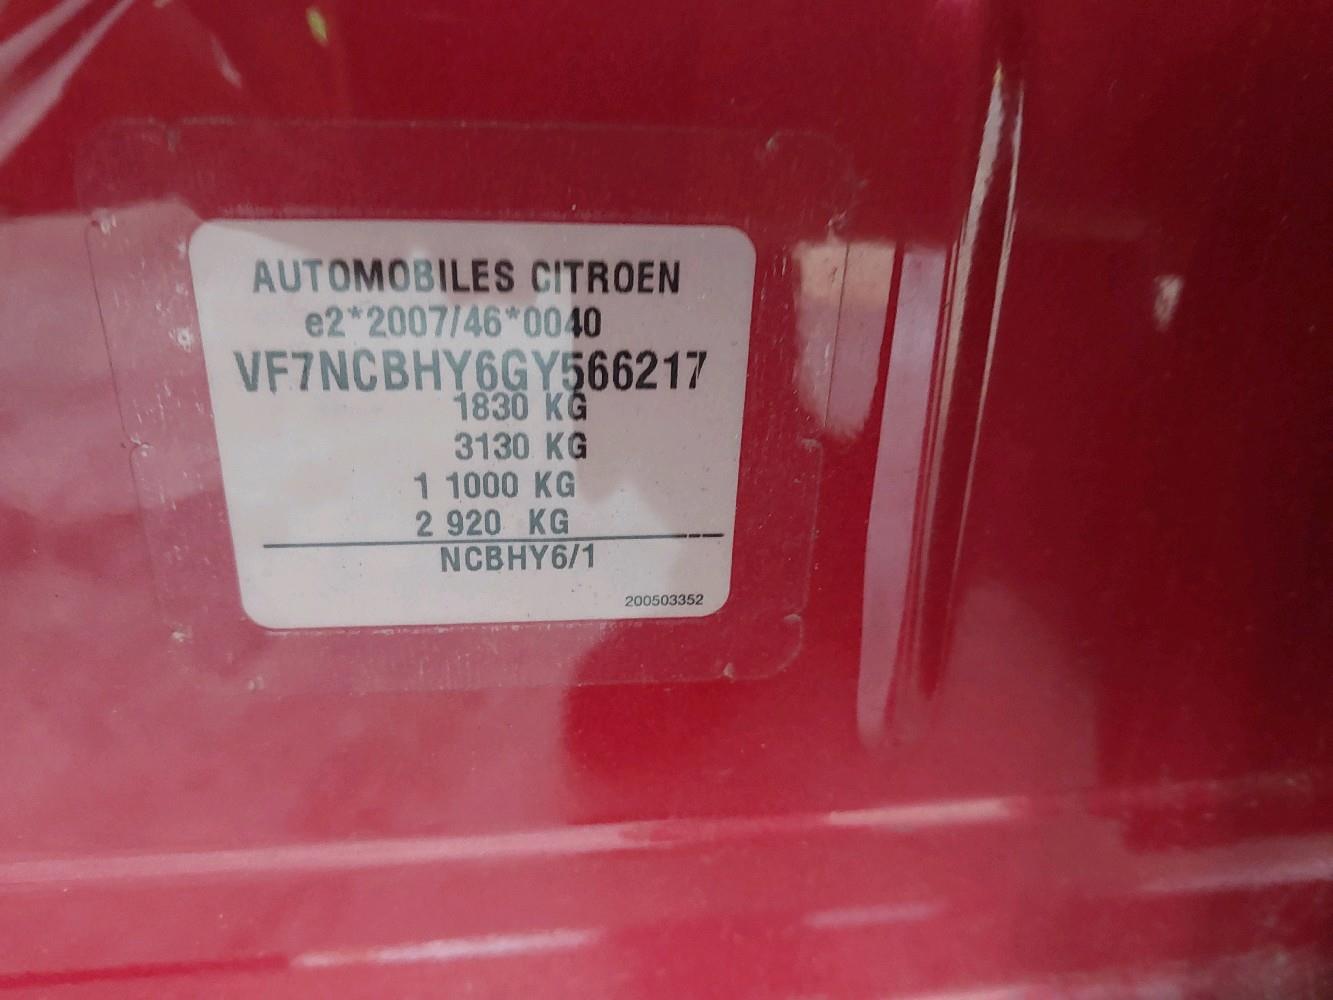 AUTOMOBILES CITROEN
e2*2007/46*0040
VF7NCBHY6GY566217
1830 KG
3130 KG
1 1000 KG
2 920 KG
NCBHY6/1
200503352